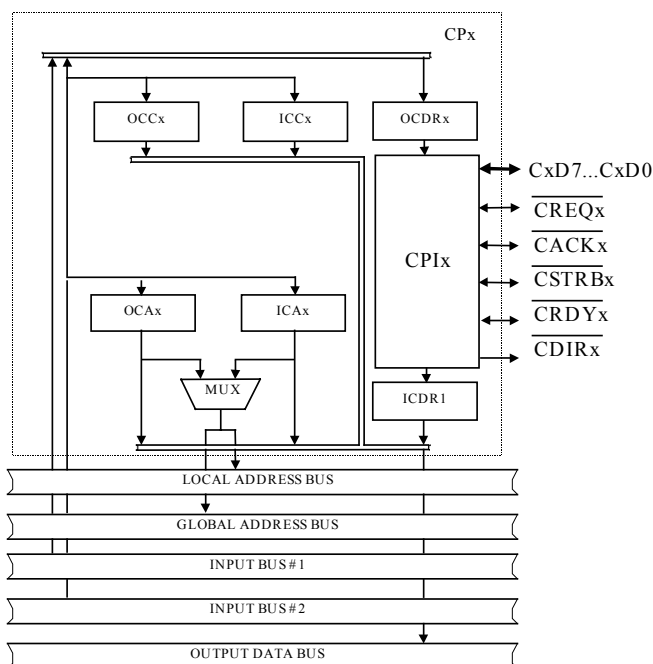 CPx
OCCx
ICCx
OCDRx
CxD7...CxD0
CREQx
CACKx
CPIx
CSTRBx
OCAx
ICAx
CRDYx
CDIRx
MUX
ICDR1
LOCAL ADDRESS BUS
GLOBAL ADDRESS BUS
INPUT BUS #1
INPUT BUS #2
OUTPUT DATA BUS